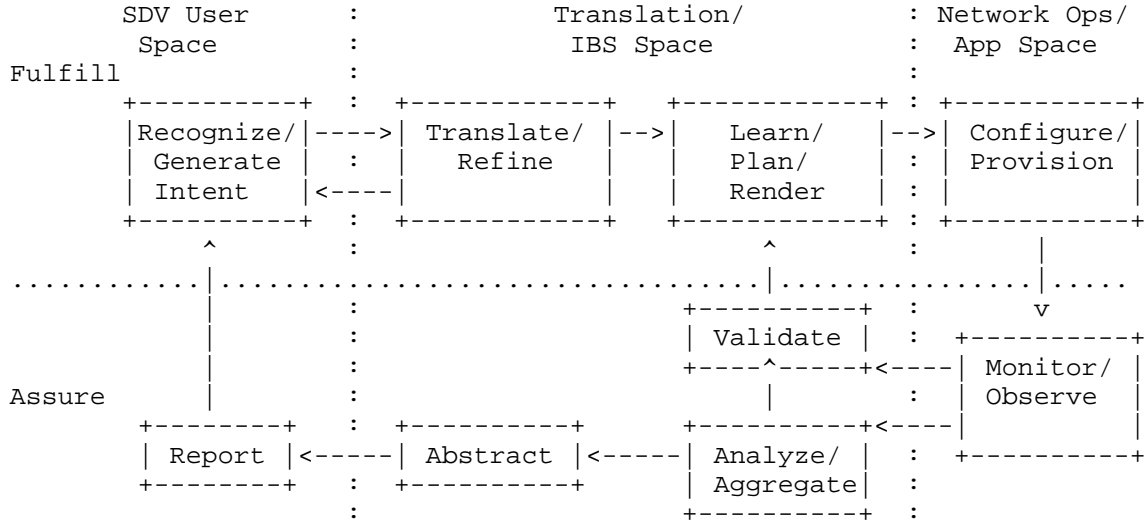 SDV User : Translation/ : Network Ops/
Space : IBS Space : App Space
Fulfill : :
+----------+ : +------------+ +------------+ : +-----------+
|Recognize/|---->| Translate/ |-->| Learn/ |-->| Configure/|
| Generate | : | Refine | | Plan/ | : | Provision |
| Intent |<----| | | Render | : | |
+----------+ : +------------+ +------------+ : +-----------+
^ : ^ : |
............|..................................|................|.....
| : +----------+ : v
| : | Validate | : +----------+
| : +----^-----+<----| Monitor/ |
Assure | : | : | Observe |
+--------+ : +----------+ +----------+<----| |
| Report |<-----| Abstract |<-----| Analyze/ | : +----------+
+--------+ : +----------+ | Aggregate| :
: +----------+ :